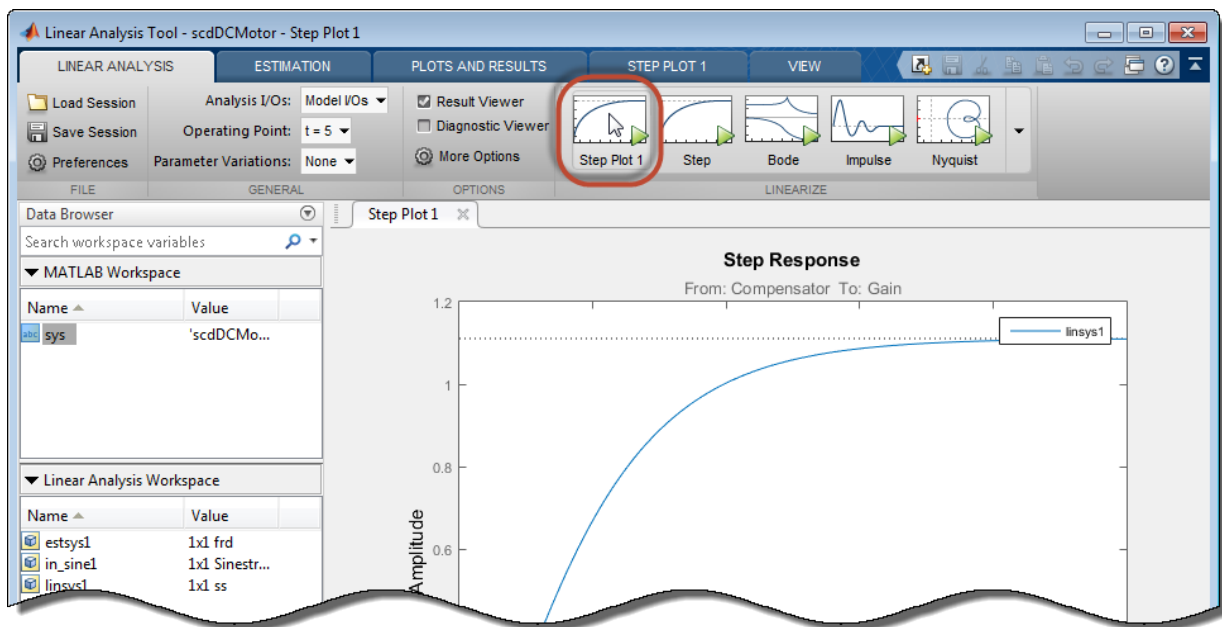 Linear Analysis Tool - scdDCMotor - Step Plot 1
LINEAR ANALYSIS ESTIMATION PLOTS AND RESULTS STEP PLOT 1 VIEW
Load Session Analysis I/Os: Model I/Os Result Viewer
Save Session Operating Point: t = 5 Diagnostic Viewer
Preferences Parameter Variations: None More Options Step Plot 1 Step Bode Impulse Nyquist
FILE GENERAL OPTIONS LINEARIZE
Data Browser
Search workspace variables
MATLAB Workspace
Name Value
abc sys 'scdDCMo...
Linear Analysis Workspace
Name Value
estsys1 1x1 frd
in_sine1 1x1 Sinestr...
linsys1 1x1 ss
Step Plot 1
Step Response
From: Compensator To: Gain
1.2
linsys1
1
0.8
0.6
Amplitude